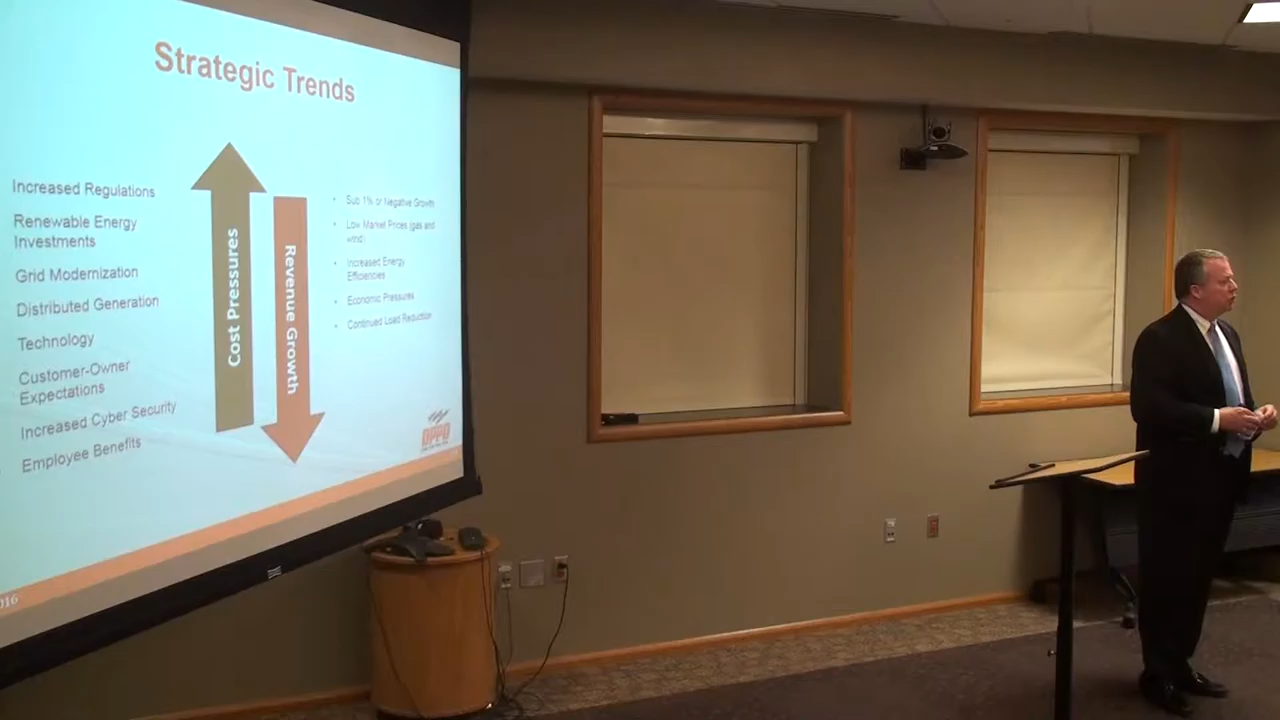 Strategic Trends
Increased Regulations
Renewable Energy
Investments
Grid Modernization
Distributed Generation
Technology
Customer-Owner
Expectations
Increased Cyber Security
Employee Benefits
Cost Pressures
Revenue Growth
Sub 1% or Negative Growth
Low Market Prices (gas and
wind)
Increased Energy
Efficiencies
Economic Pressures
Continued Load Reduction
OPPD